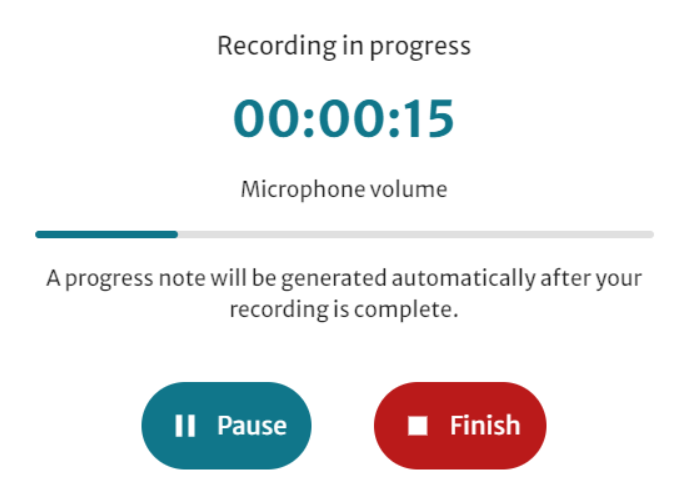 Recording in progress
00:00:15
Microphone volume
A progress note will be generated automatically after your
recording is complete.
Pause
Finish